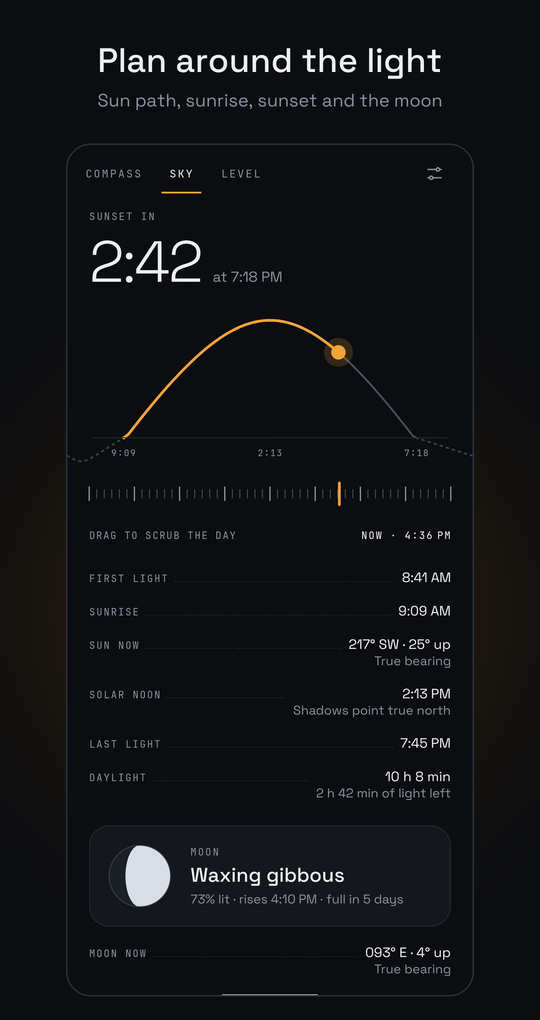 Plan around the light
Sun path, sunrise, sunset and the moon
COMPASS SKY LEVEL
SUNSET IN
2:42 at 7:18 PM
9:09 2:13 7:18
DRAG TO SCRUB THE DAY NOW · 4:36 PM
FIRST LIGHT 8:41 AM
SUNRISE 9:09 AM
SUN NOW 217° SW · 25° up
True bearing
SOLAR NOON 2:13 PM
Shadows point true north
LAST LIGHT 7:45 PM
DAYLIGHT 10 h 8 min
2 h 42 min of light left
MOON
Waxing gibbous
73% lit · rises 4:10 PM · full in 5 days
MOON NOW 093° E · 4° up
True bearing